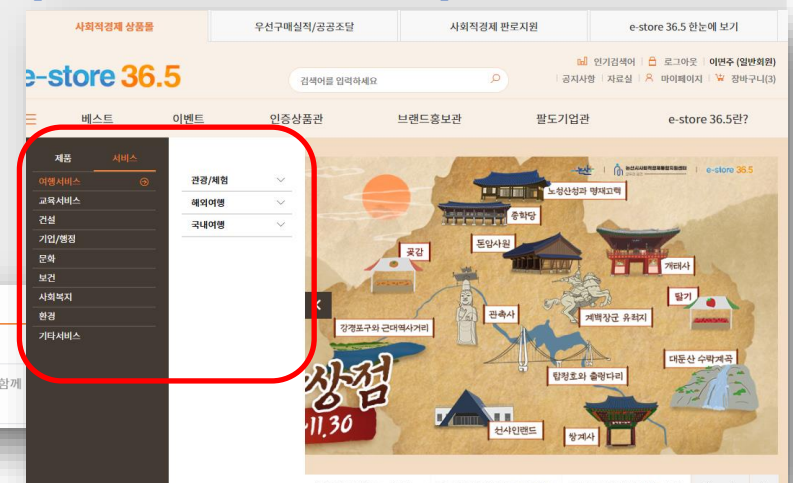 사회적경제 상품몰 우선구매실적/공공조달 사회적경제 판로지원 e-store 36.5 한눈에 보기
인기검색어 로그아웃 이면주 (일반회원)
e-store 36.5 검색어를 입력하세요 공지사항 자료실 마이페이지 장바구니(3)
베스트 이벤트 인증상품관 브랜드홍보관 팔도기업관 e-store 36.5란?
제품 서비스
여행서비스
교육서비스
건설
기업/행정
문화
보건
사회복지
환경
기타서비스
관광/체험
해외여행
국내여행
e-store 36.5
노성산성과 명재고택
종학당
돈암사원
곶감
개태사
딸기
관촉사
계백장군 유적지
강경포구와 근대역사거리
대둔산 수락계곡
탑정호와 출렁다리
상점
11.30
선샤인랜드
쌍계사
함께